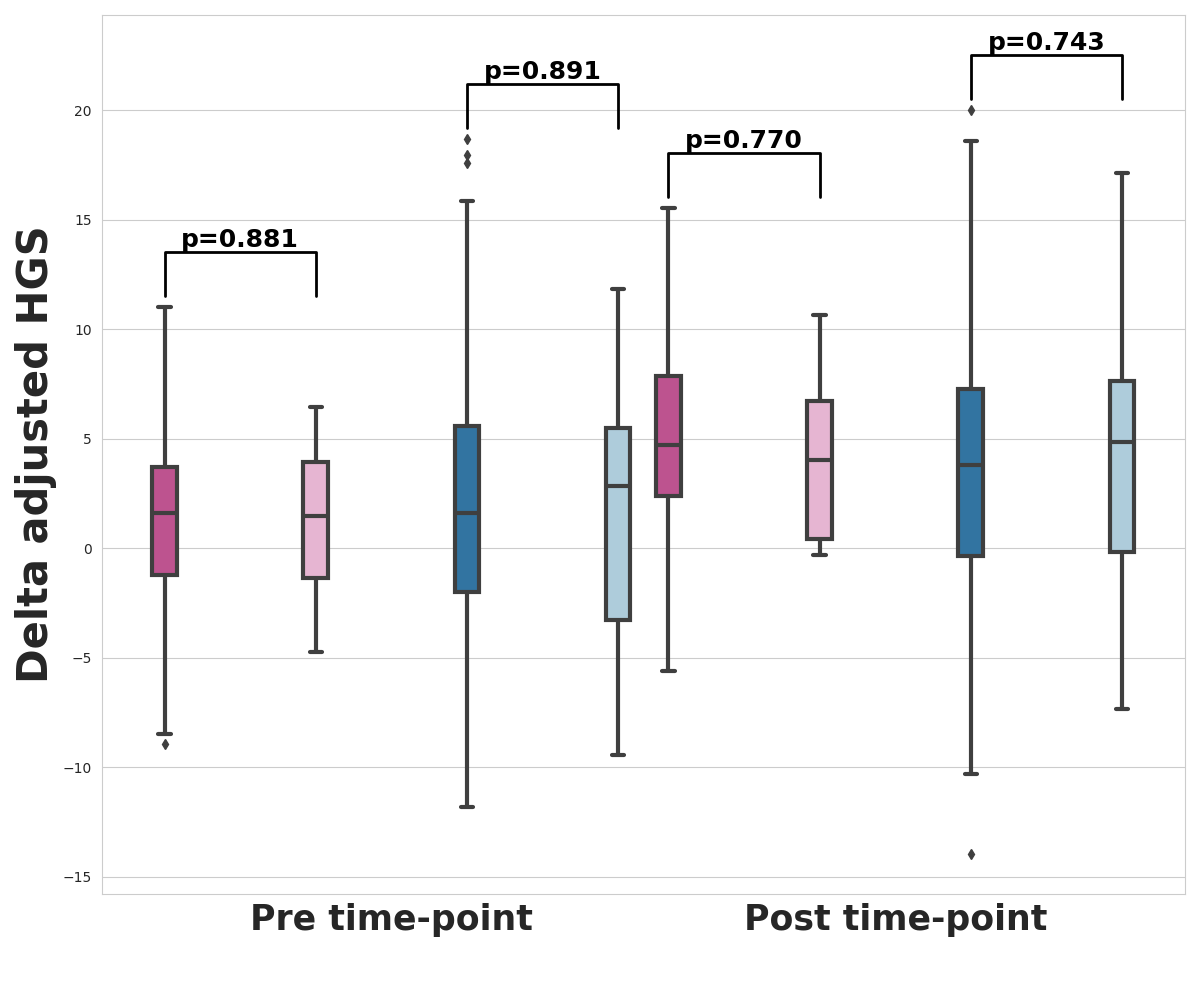 p=0.743
p=0.891
p=0.770
p=0.881
Delta adjusted HGS
20
15
10
5
0
−5
−10
−15
Pre time-point
Post time-point